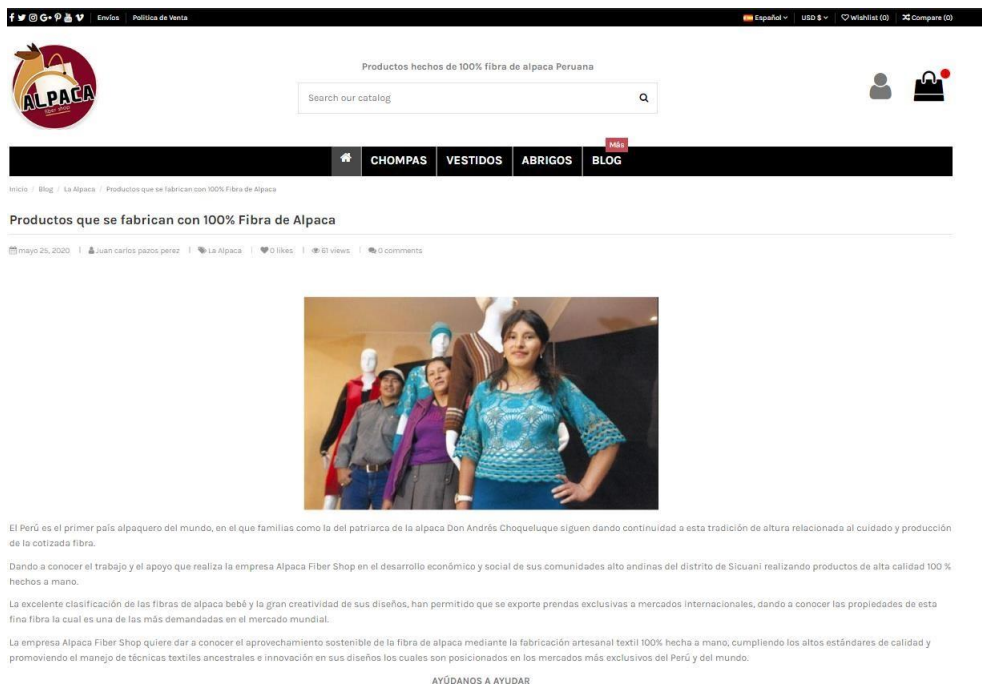 Envíos Política de Venta Español USD $ Wishlist (0) Compare (0)
ALPACA
fiber shop
Productos hechos de 100% fibra de alpaca Peruana
Search our catalog
Más
CHOMPAS VESTIDOS ABRIGOS BLOG
Inicio / Blog / La Alpaca / Productos que se fabrican con 100% Fibra de Alpaca
Productos que se fabrican con 100% Fibra de Alpaca
mayo 25, 2020 | Juan carlos pazos perez | La Alpaca | 0 likes | 61 views | 0 comments
El Perú es el primer país alpaquero del mundo, en el que familias como la del patriarca de la alpaca Don Andrés Choqueluque siguen dando continuidad a esta tradición de altura relacionada al cuidado y producción
de la cotizada fibra.
Dando a conocer el trabajo y el apoyo que realiza la empresa Alpaca Fiber Shop en el desarrollo económico y social de sus comunidades alto andinas del distrito de Sicuani realizando productos de alta calidad 100 %
hechos a mano.
La excelente clasificación de las fibras de alpaca bebé y la gran creatividad de sus diseños, han permitido que se exporte prendas exclusivas a mercados internacionales, dando a conocer las propiedades de esta
fina fibra la cual es una de las más demandadas en el mercado mundial.
La empresa Alpaca Fiber Shop quiere dar a conocer el aprovechamiento sostenible de la fibra de alpaca mediante la fabricación artesanal textil 100% hecha a mano, cumpliendo los altos estándares de calidad y
promoviendo el manejo de técnicas textiles ancestrales e innovación en sus diseños los cuales son posicionados en los mercados más exclusivos del Perú y del mundo.
AYÚDANOS A AYUDAR